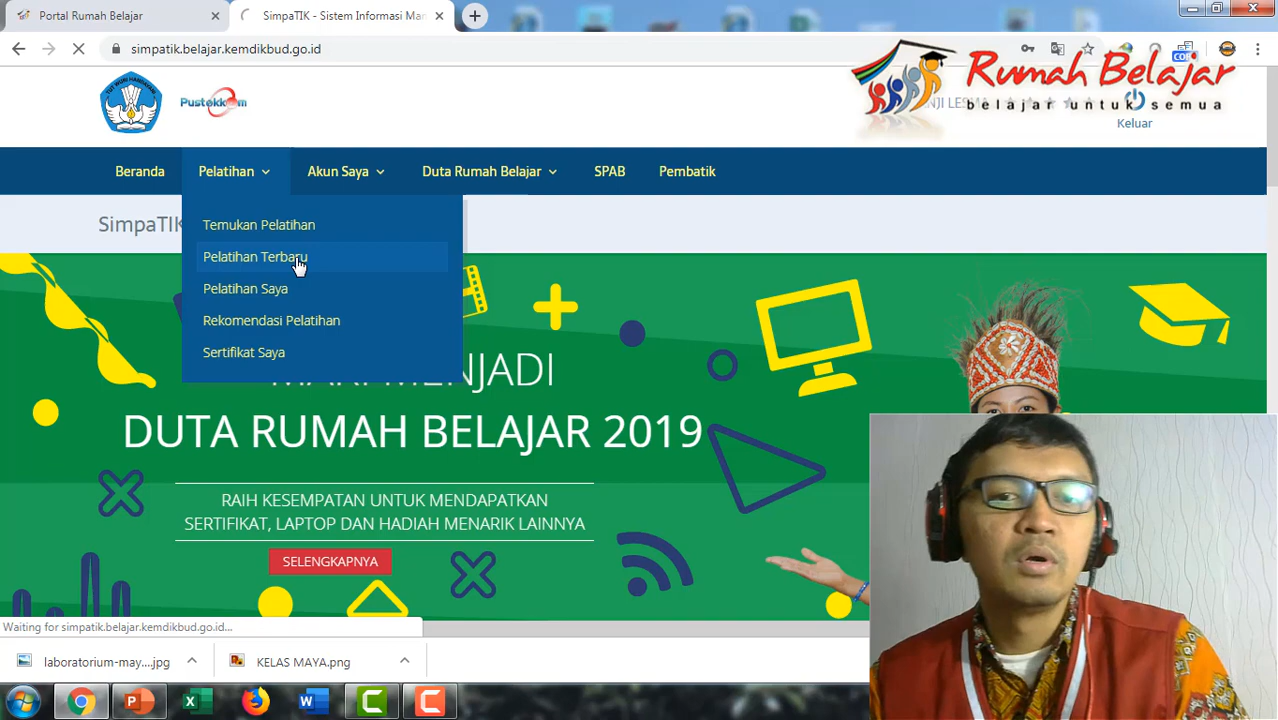 Portal Rumah Belajar
SimpaTIK - Sistem Informasi Man
simpatik.belajar.kemdikbud.go.id
Rumah Belajar
belajar untuk semua
Pustekkom
Keluar
Beranda
Pelatihan
Akun Saya
Duta Rumah Belajar
SPAB
Pembatik
SimpaTIK
Temukan Pelatihan
Pelatihan Terbaru
Pelatihan Saya
Rekomendasi Pelatihan
Sertifikat Saya
MENJADI
DUTA RUMAH BELAJAR 2019
RAIH KESEMPATAN UNTUK MENDAPATKAN
SERTIFIKAT, LAPTOP DAN HADIAH MENARIK LAINNYA
SELENGKAPNYA
Waiting for simpatik.belajar.kemdikbud.go.id...
laboratorium-may....jpg
KELAS MAYA.png